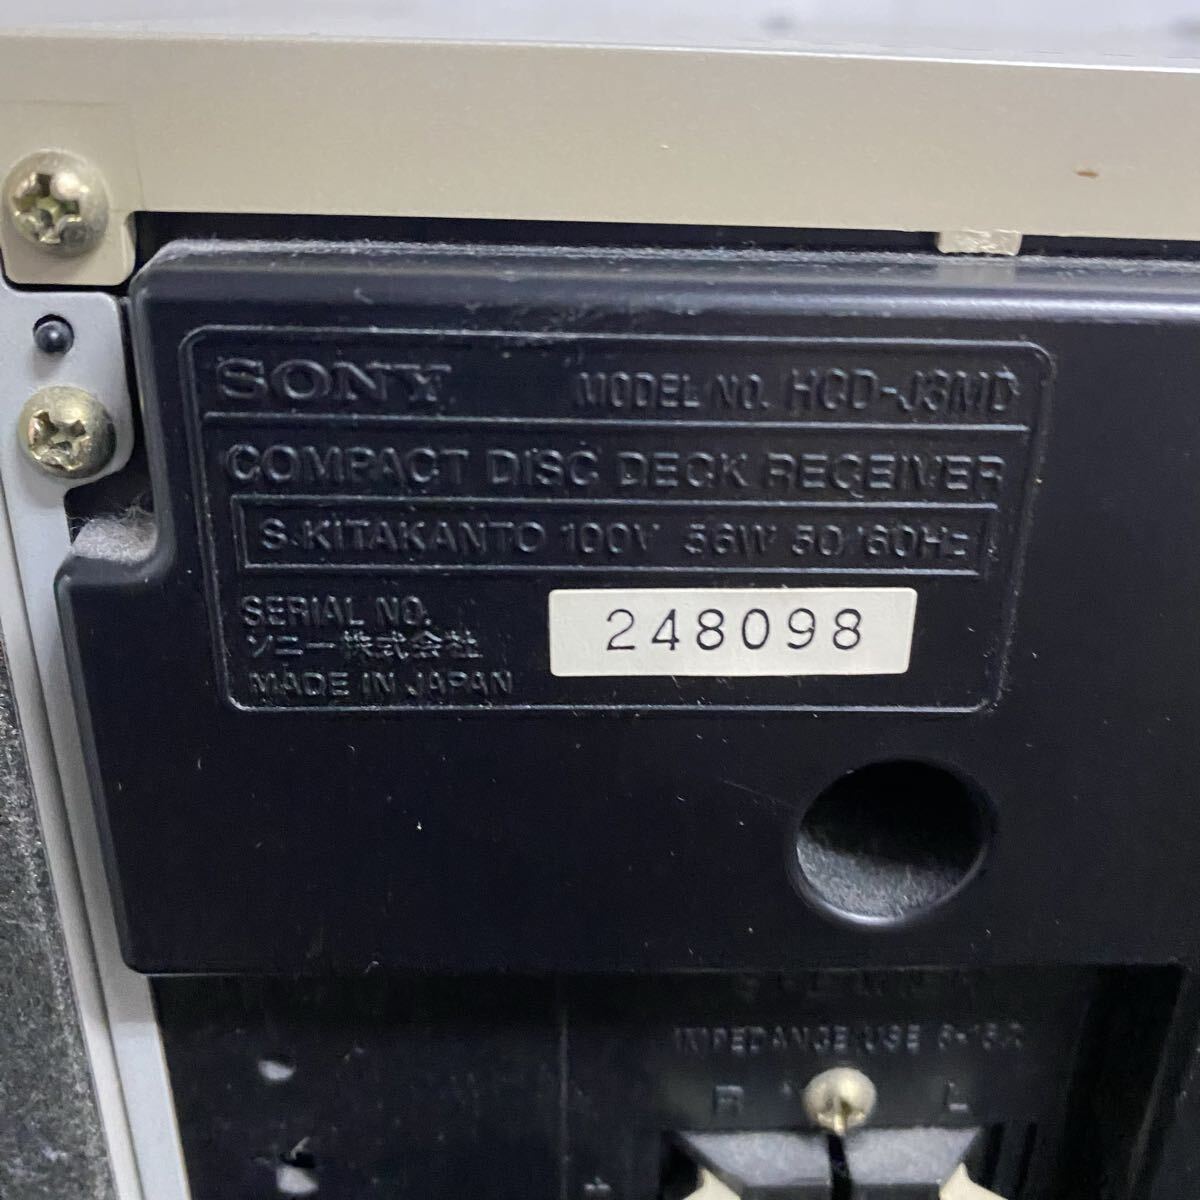 SONY MODEL NO. HCD-J3MD
COMPACT DISC DECK RECEIVER
S.KITAKANTO 100V 56W 50/60Hz
SERIAL NO. 248098
ソニー株式会社
MADE IN JAPAN
IMPEDANCE USE 6-16Ω
R L
+